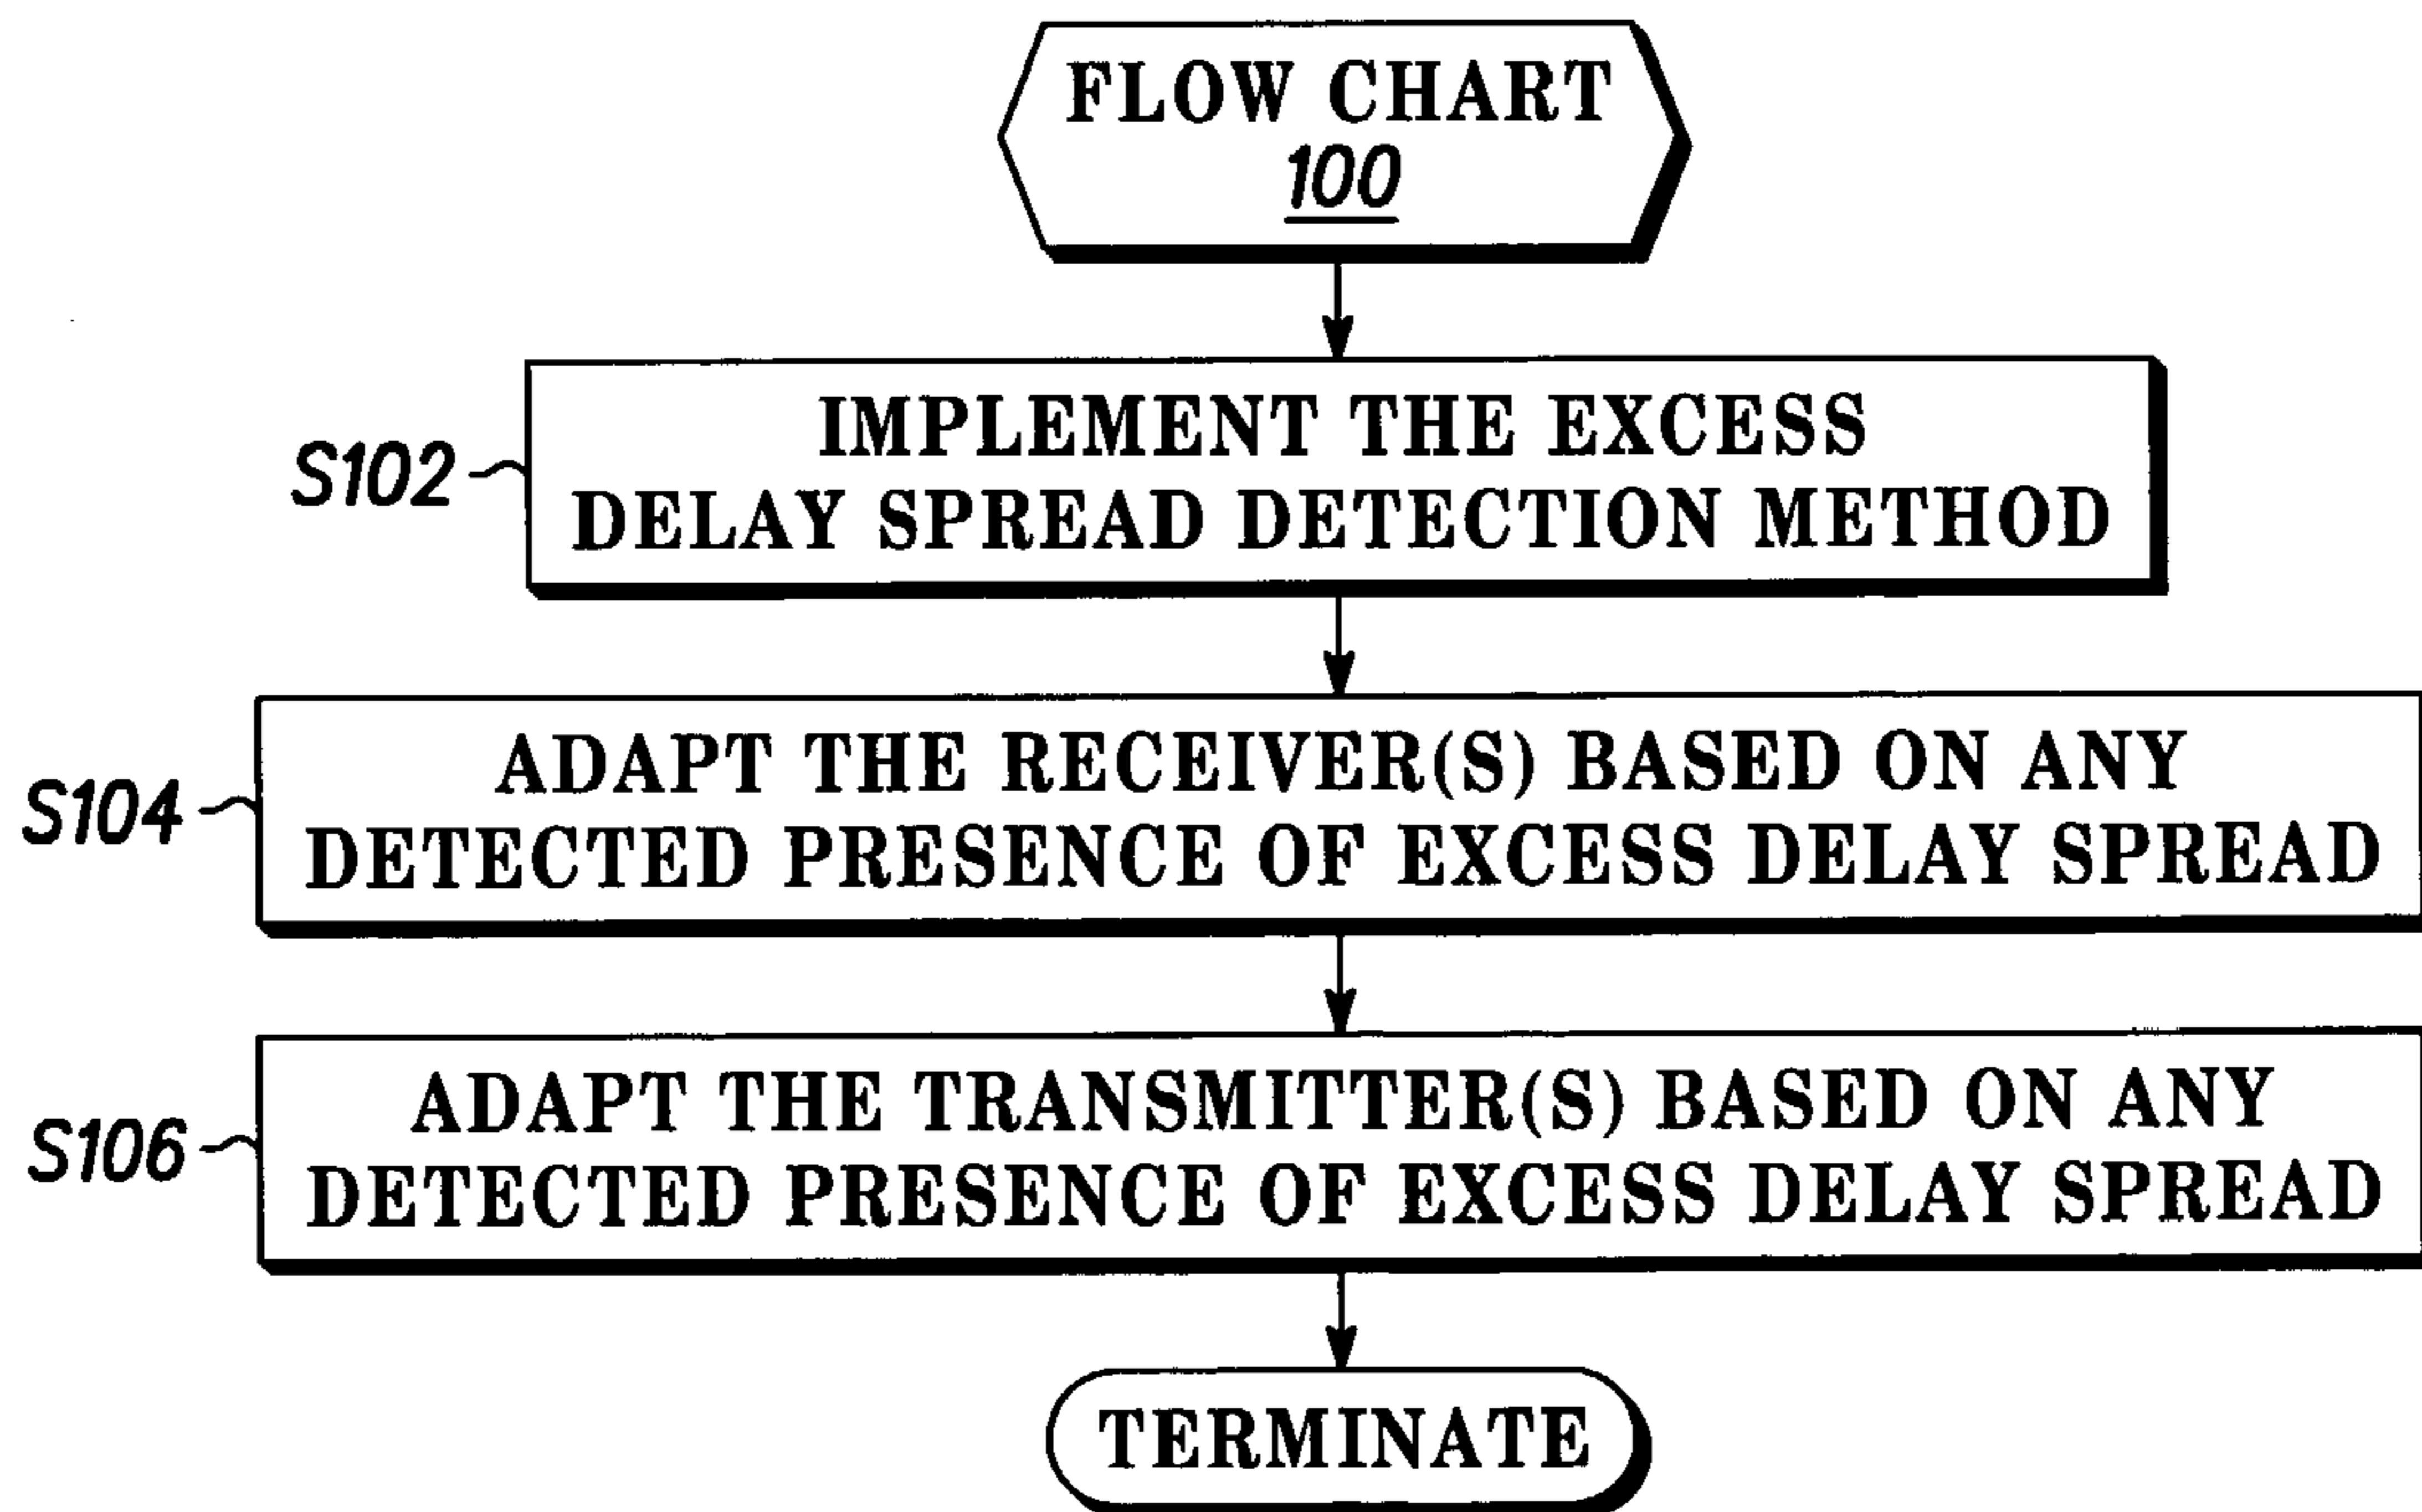 FLOW CHART
100
IMPLEMENT THE EXCESS
S102
DELAY SPREAD DETECTION METHOD
ADAPT THE RECEIVER(S) BASED ON ANY
S104
DETECTED PRESENCE OF EXCESS DELAY SPREAD
ADAPT THE TRANSMITTER(S) BASED ON ANY
S106
DETECTED PRESENCE OF EXCESS DELAY SPREAD
TERMINATE